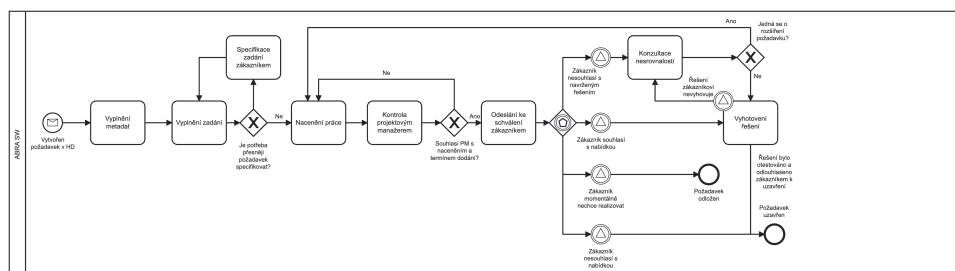 ABRA SW
Vytvořen
požadavek v HD
Vyplnění
metadat
Vyplnění zadání
Specifikace
zadání
zákazníkem
Je potřeba
přesněji
požadavek
specifikovat?
Ne
Nacenění práce
Ne
Kontrola
projektovým
manažerem
Souhlasí PM s
naceněním a
termínem dodání?
Ano
Odeslání ke
schválení
zákazníkem
Zákazník
nesouhlasí s
navrženým
řešením
Konzultace
nesrovnalostí
Ano
Jedná se o
rozšíření
požadavku?
Ne
Řešení
zákazníkovi
nevyhovuje
Zákazník souhlasí
s nabídkou
Vyhotovení
řešení
Řešení bylo
otestováno a
odlouhlaseno
zákazníkem k
uzavření
Zákazník
momentálně
nechce realizovat
Požadavek
odložen
Zákazník
nesouhlasí s
nabídkou
Požadavek
uzavřen